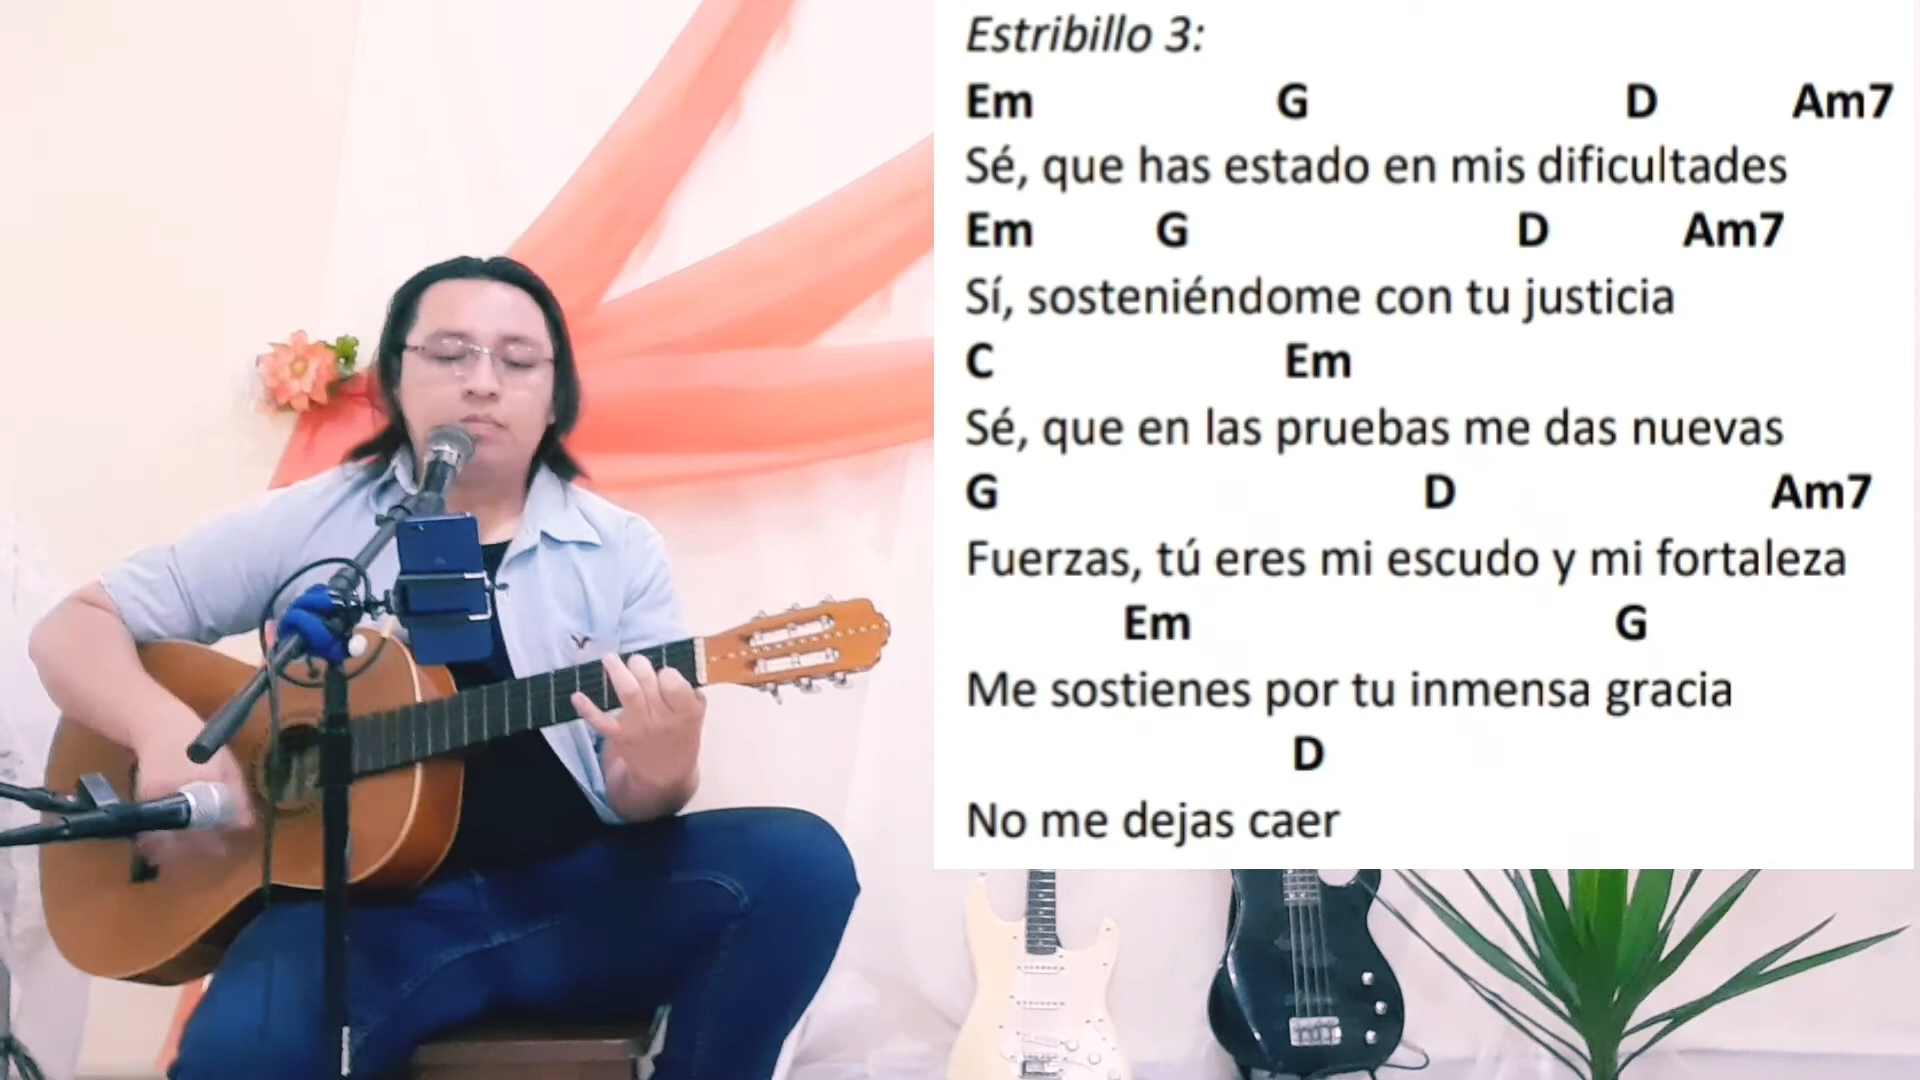 Estribillo 3:
Em G D Am7
Sé, que has estado en mis dificultades
Em G D Am7
Sí, sosteniéndome con tu justicia
C Em
Sé, que en las pruebas me das nuevas
G D Am7
Fuerzas, tú eres mi escudo y mi fortaleza
Em G
Me sostienes por tu inmensa gracia
D
No me dejas caer